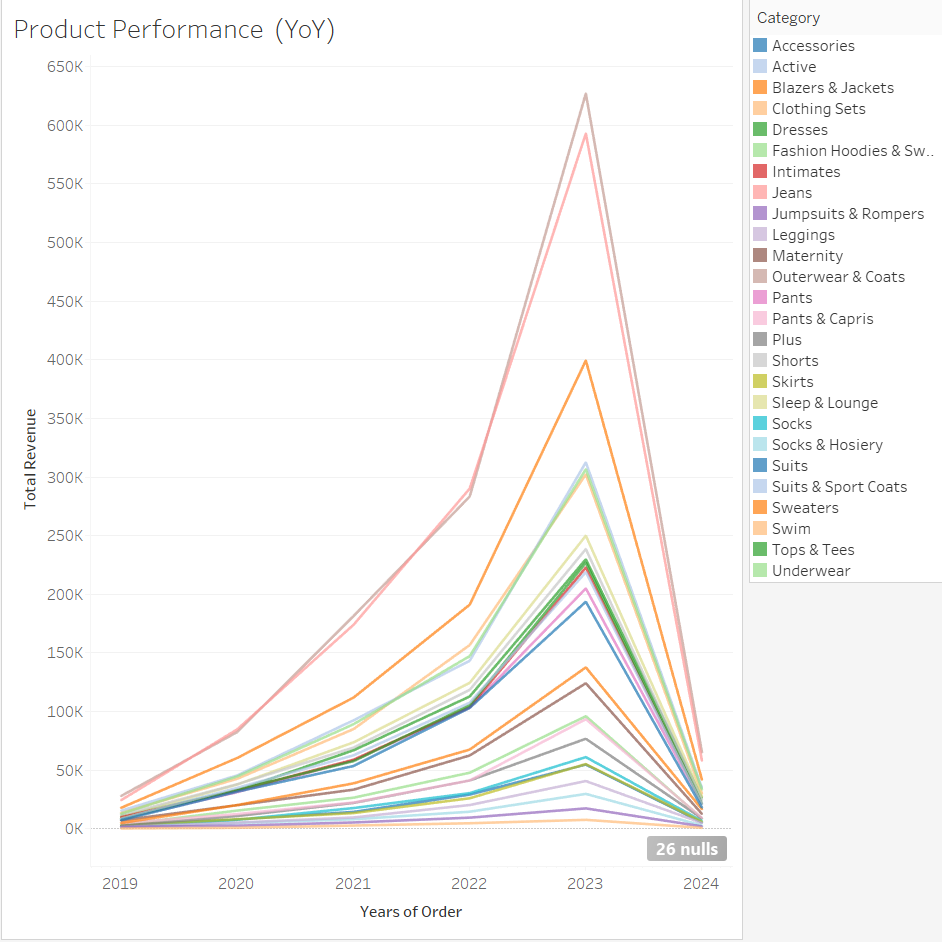 Product Performance (YoY)
650K
600K
550K
500K
450K
400K
350K
300K
250K
200K
150K
100K
50K
0K
Total Revenue
26 nulls
2019 2020 2021 2022 2023 2024
Years of Order
Category
Accessories
Active
Blazers & Jackets
Clothing Sets
Dresses
Fashion Hoodies & Sw..
Intimates
Jeans
Jumpsuits & Rompers
Leggings
Maternity
Outerwear & Coats
Pants
Pants & Capris
Plus
Shorts
Skirts
Sleep & Lounge
Socks
Socks & Hosiery
Suits
Suits & Sport Coats
Sweaters
Swim
Tops & Tees
Underwear